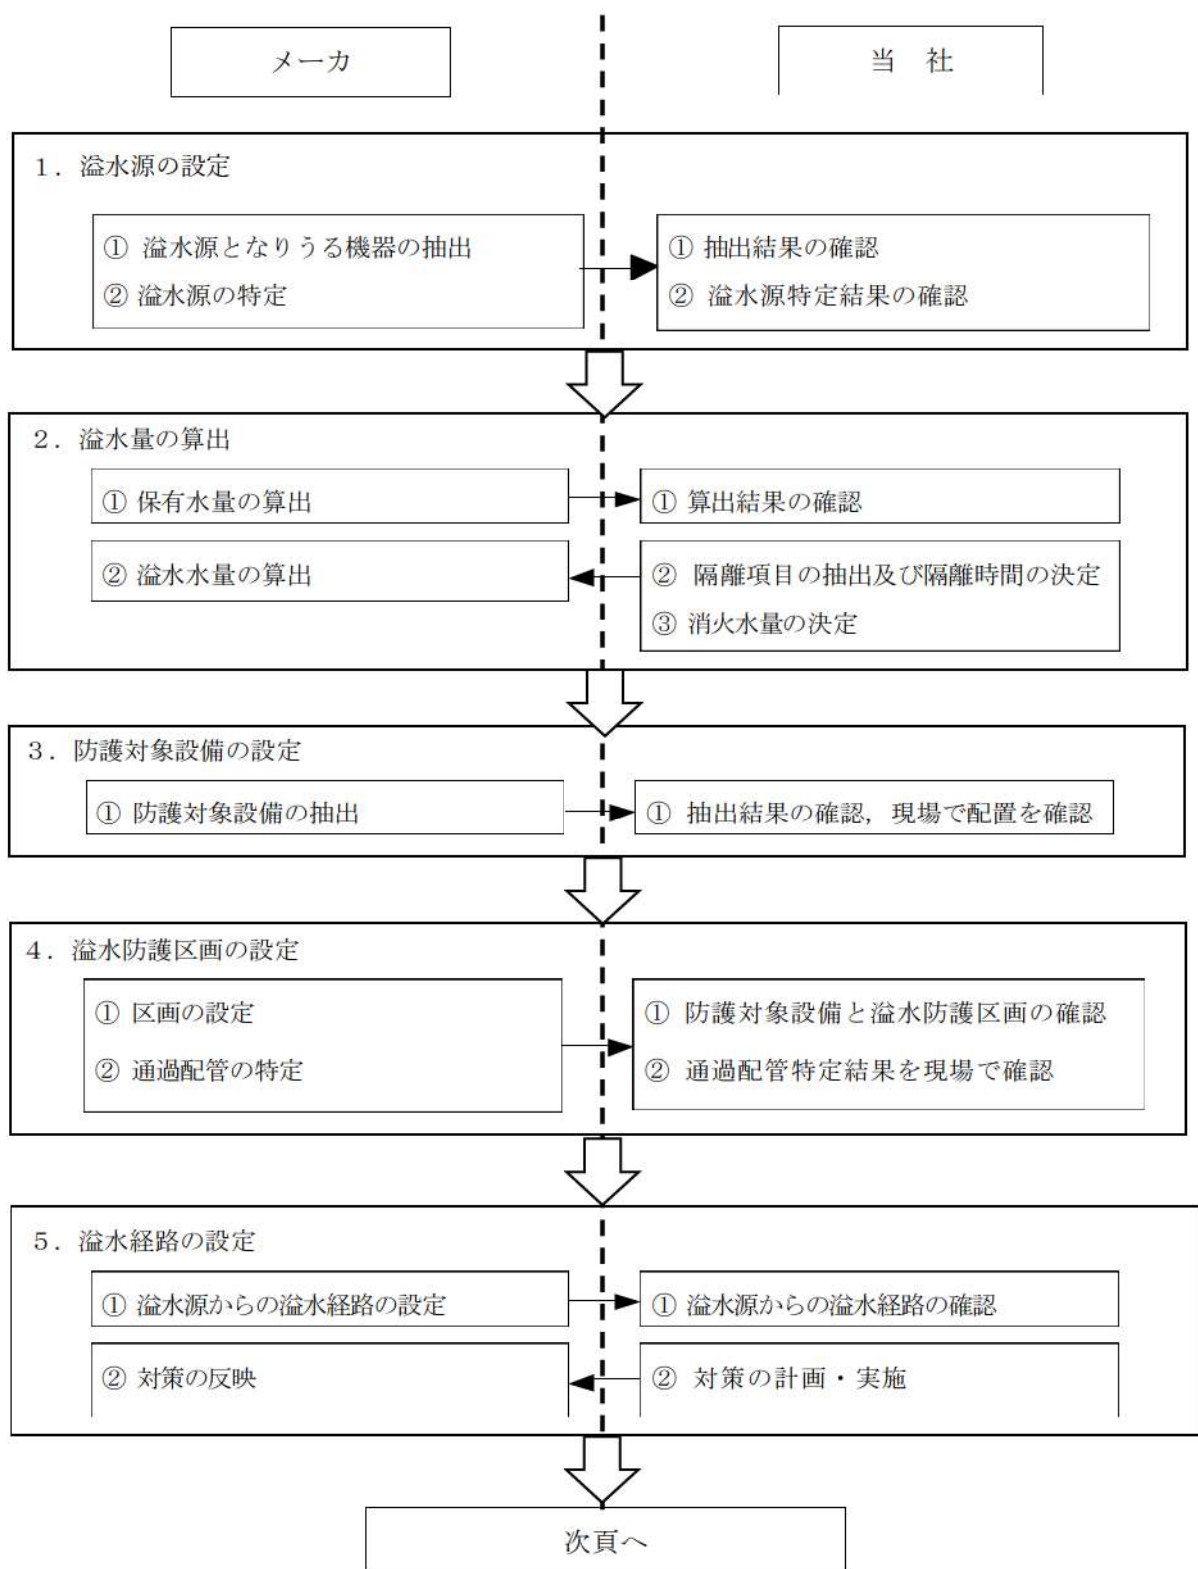 メーカ
当　社
１．溢水源の設定
① 溢水源となりうる機器の抽出
② 溢水源の特定
① 抽出結果の確認
② 溢水源特定結果の確認
２．溢水量の算出
① 保有水量の算出
① 算出結果の確認
② 溢水水量の算出
② 隔離項目の抽出及び隔離時間の決定
③ 消火水量の決定
３．防護対象設備の設定
① 防護対象設備の抽出
① 抽出結果の確認，現場で配置を確認
４．溢水防護区画の設定
① 区画の設定
② 通過配管の特定
① 防護対象設備と溢水防護区画の確認
② 通過配管特定結果を現場で確認
５．溢水経路の設定
① 溢水源からの溢水経路の設定
① 溢水源からの溢水経路の確認
② 対策の反映
② 対策の計画・実施
次頁へ